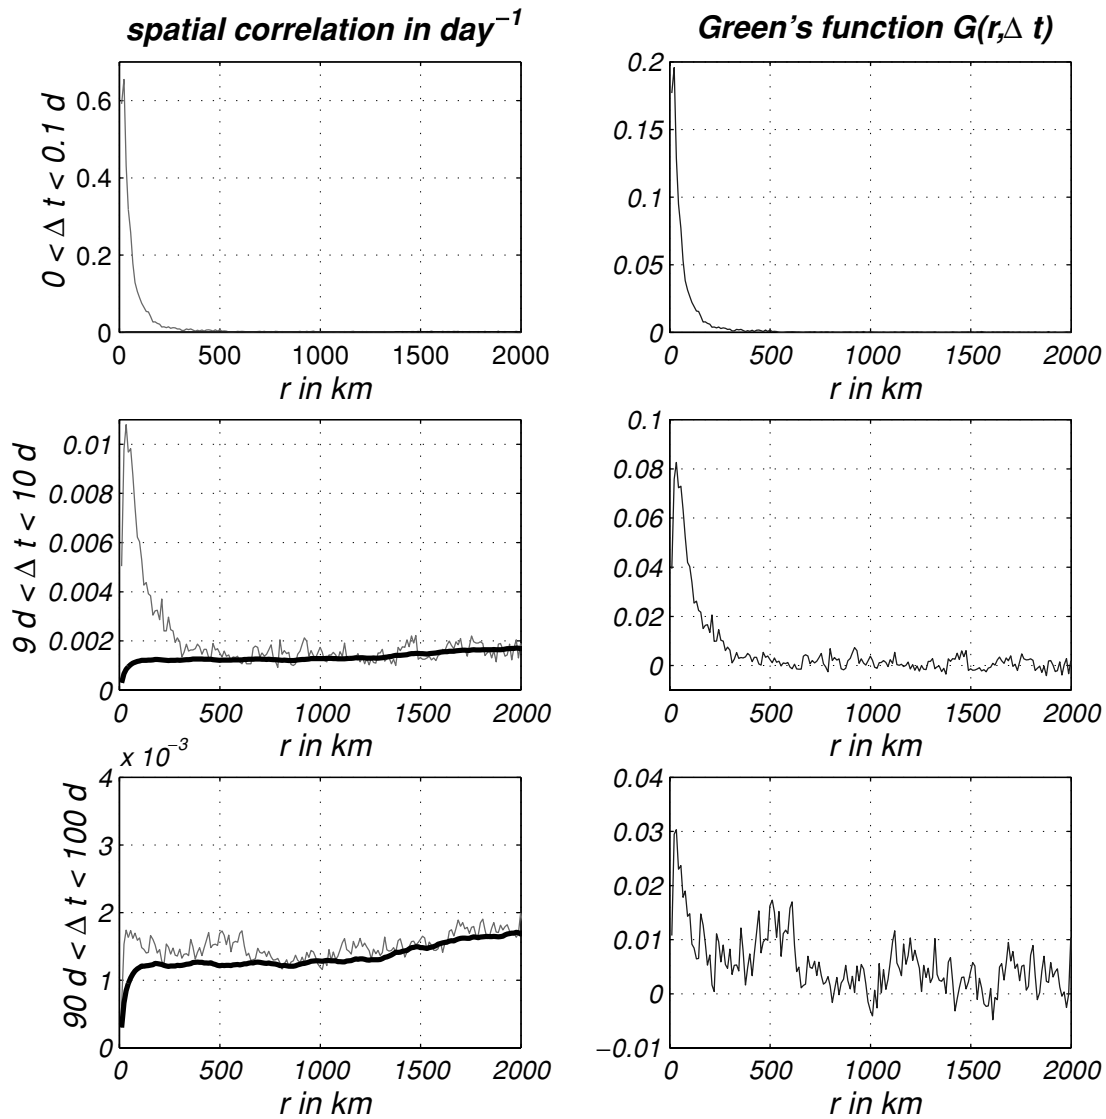 spatial correlation in day⁻¹
Green's function G(r,Δ t)
0 < Δ t < 0.1 d
0.6
0.4
0.2
0
0 500 1000 1500 2000
r in km
0.2
0.15
0.1
0.05
0
0 500 1000 1500 2000
r in km
9 d < Δ t < 10 d
0.01
0.008
0.006
0.004
0.002
0
0 500 1000 1500 2000
r in km
0.1
0.08
0.06
0.04
0.02
0
0 500 1000 1500 2000
r in km
90 d < Δ t < 100 d
x 10⁻³
4
3
2
1
0
0 500 1000 1500 2000
r in km
0.04
0.03
0.02
0.01
0
−0.01
0 500 1000 1500 2000
r in km